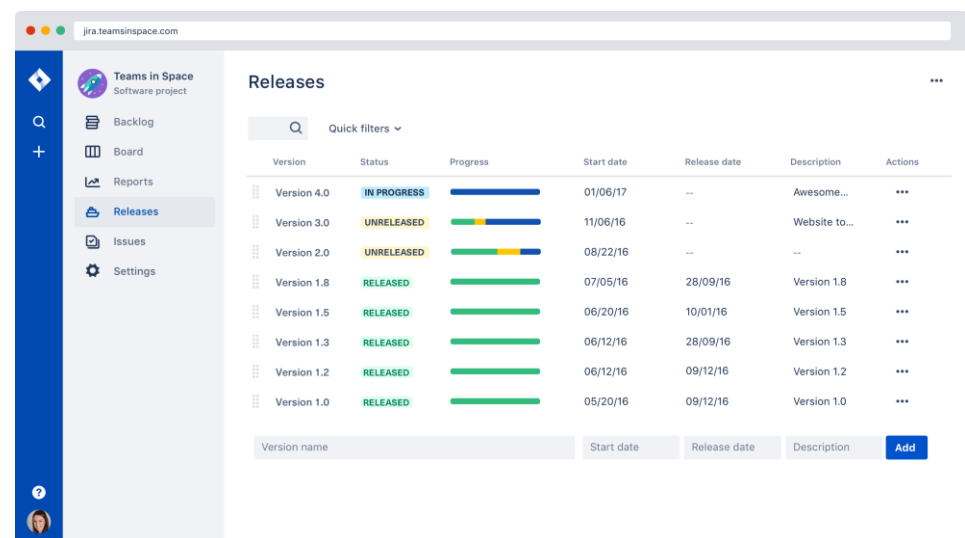 jira.teamsinspace.com
Teams in Space
Software project
Backlog
Board
Reports
Releases
Issues
Settings
Releases
Quick filters
Version Status Progress Start date Release date Description Actions
Version 4.0 IN PROGRESS 01/06/17 -- Awesome...
Version 3.0 UNRELEASED 11/06/16 -- Website to...
Version 2.0 UNRELEASED 08/22/16 -- --
Version 1.8 RELEASED 07/05/16 28/09/16 Version 1.8
Version 1.5 RELEASED 06/20/16 10/01/16 Version 1.5
Version 1.3 RELEASED 06/12/16 28/09/16 Version 1.3
Version 1.2 RELEASED 06/12/16 09/12/16 Version 1.2
Version 1.0 RELEASED 05/20/16 09/12/16 Version 1.0
Version name Start date Release date Description Add
?